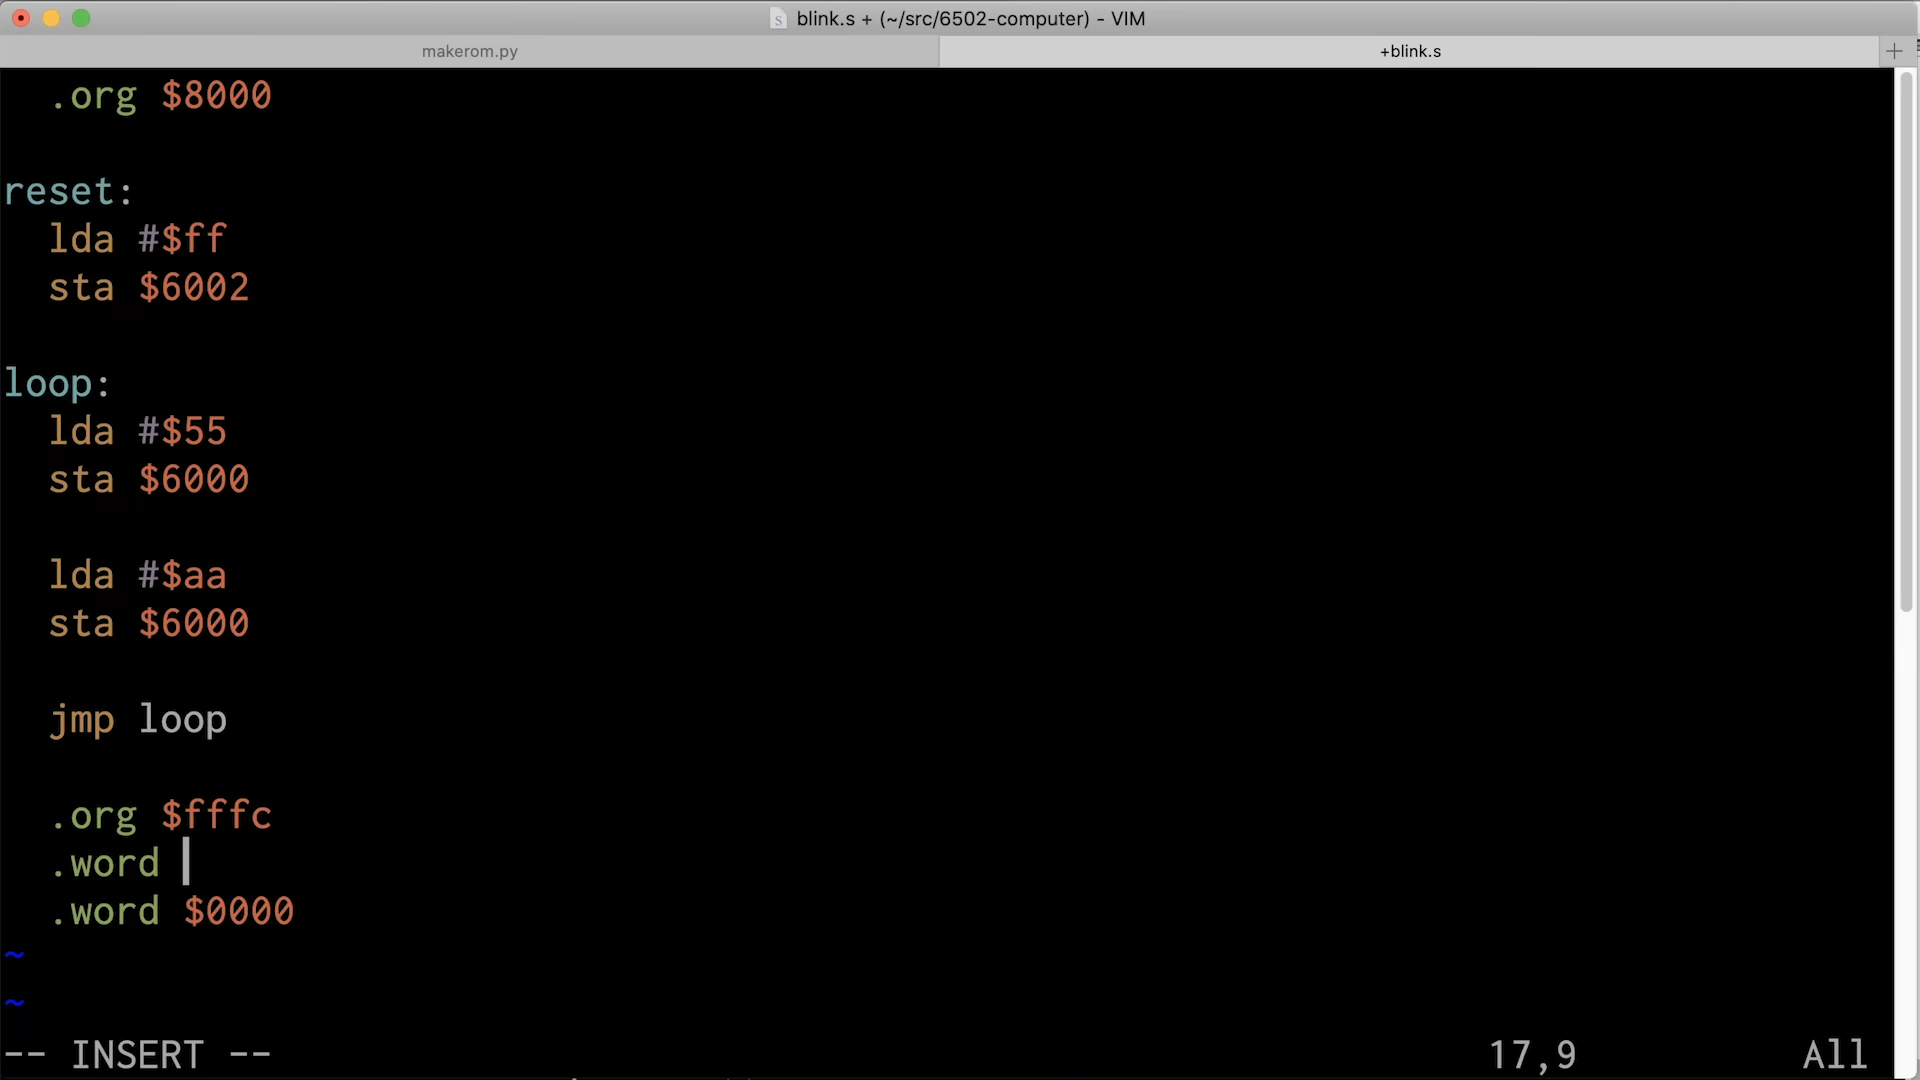 blink.s + (~/src/6502-computer) - VIM
makerom.py
+blink.s
.org $8000
reset:
lda #$ff
sta $6002
loop:
lda #$55
sta $6000
lda #$aa
sta $6000
jmp loop
.org $fffc
.word
.word $0000
~
~
-- INSERT --
17,9
All